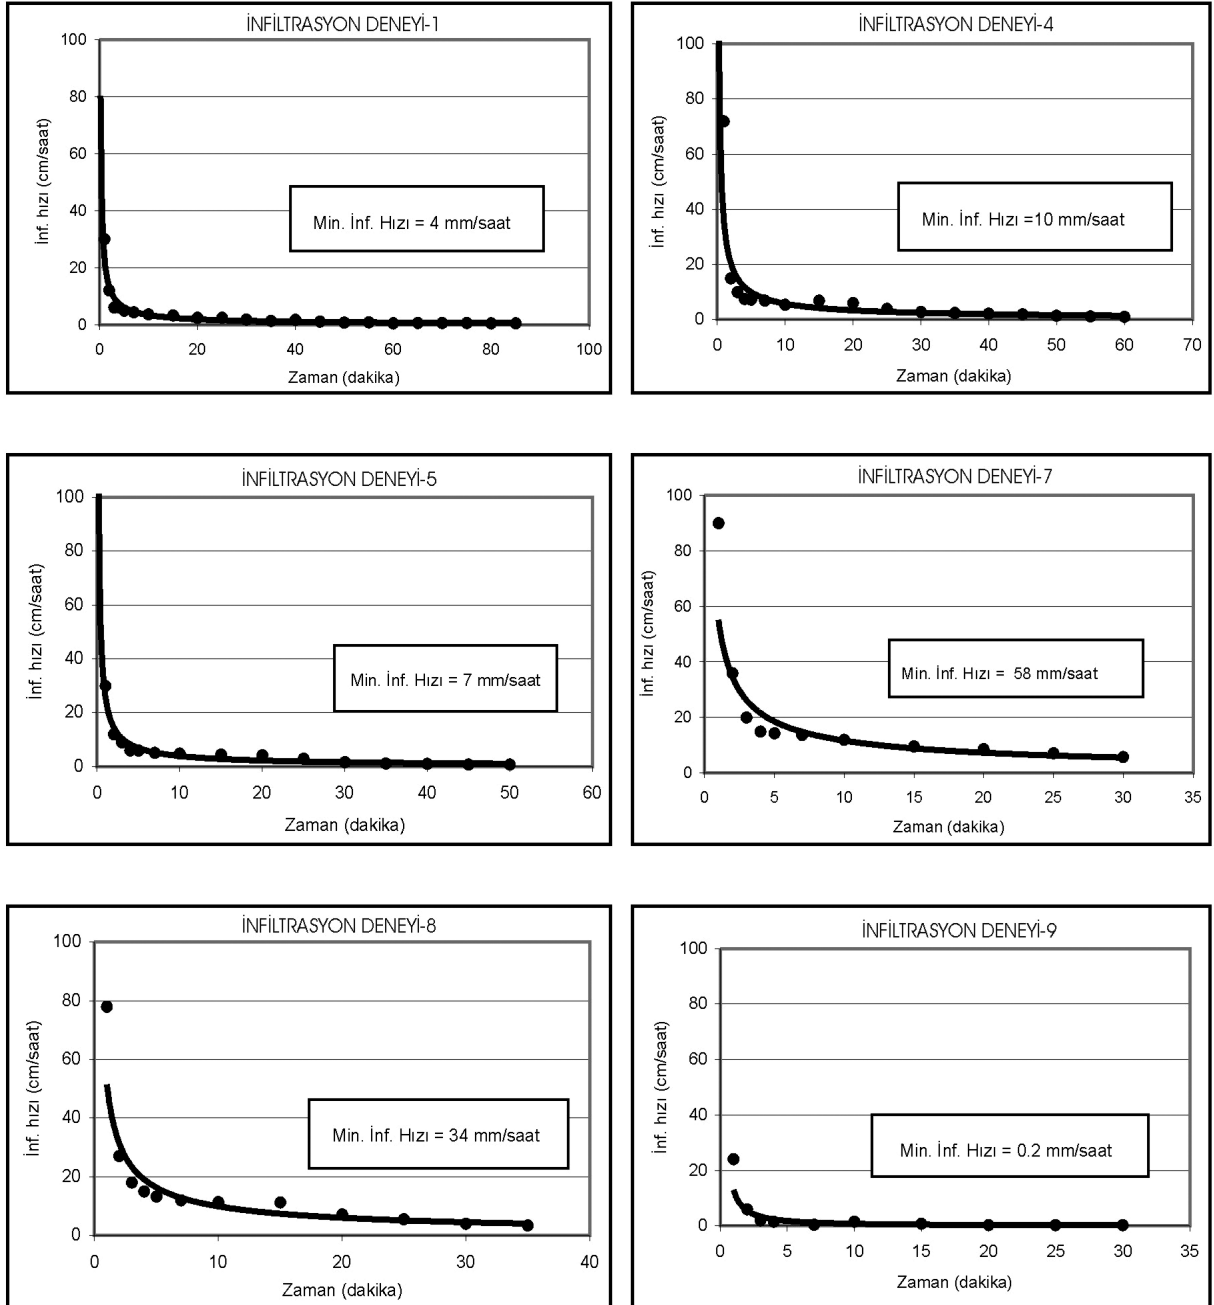 İNFİLTRASYON DENEYİ-1
100
80
60
40
20
0
İnf. hızı (cm/saat)
Min. İnf. Hızı = 4 mm/saat
0 20 40 60 80 100
Zaman (dakika)
İNFİLTRASYON DENEYİ-4
100
80
60
40
20
0
İnf. hızı (cm/saat)
Min. İnf. Hızı =10 mm/saat
0 10 20 30 40 50 60 70
Zaman (dakika)
İNFİLTRASYON DENEYİ-5
100
80
60
40
20
0
İnf. hızı (cm/saat)
Min. İnf. Hızı = 7 mm/saat
0 10 20 30 40 50 60
Zaman (dakika)
İNFİLTRASYON DENEYİ-7
100
80
60
40
20
0
İnf. hızı (cm/saat)
Min. İnf. Hızı = 58 mm/saat
0 5 10 15 20 25 30 35
Zaman (dakika)
İNFİLTRASYON DENEYİ-8
100
80
60
40
20
0
İnf. hızı (cm/saat)
Min. İnf. Hızı = 34 mm/saat
0 10 20 30 40
Zaman (dakika)
İNFİLTRASYON DENEYİ-9
100
80
60
40
20
0
İnf. hızı (cm/saat)
Min. İnf. Hızı = 0.2 mm/saat
0 5 10 15 20 25 30 35
Zaman (dakika)